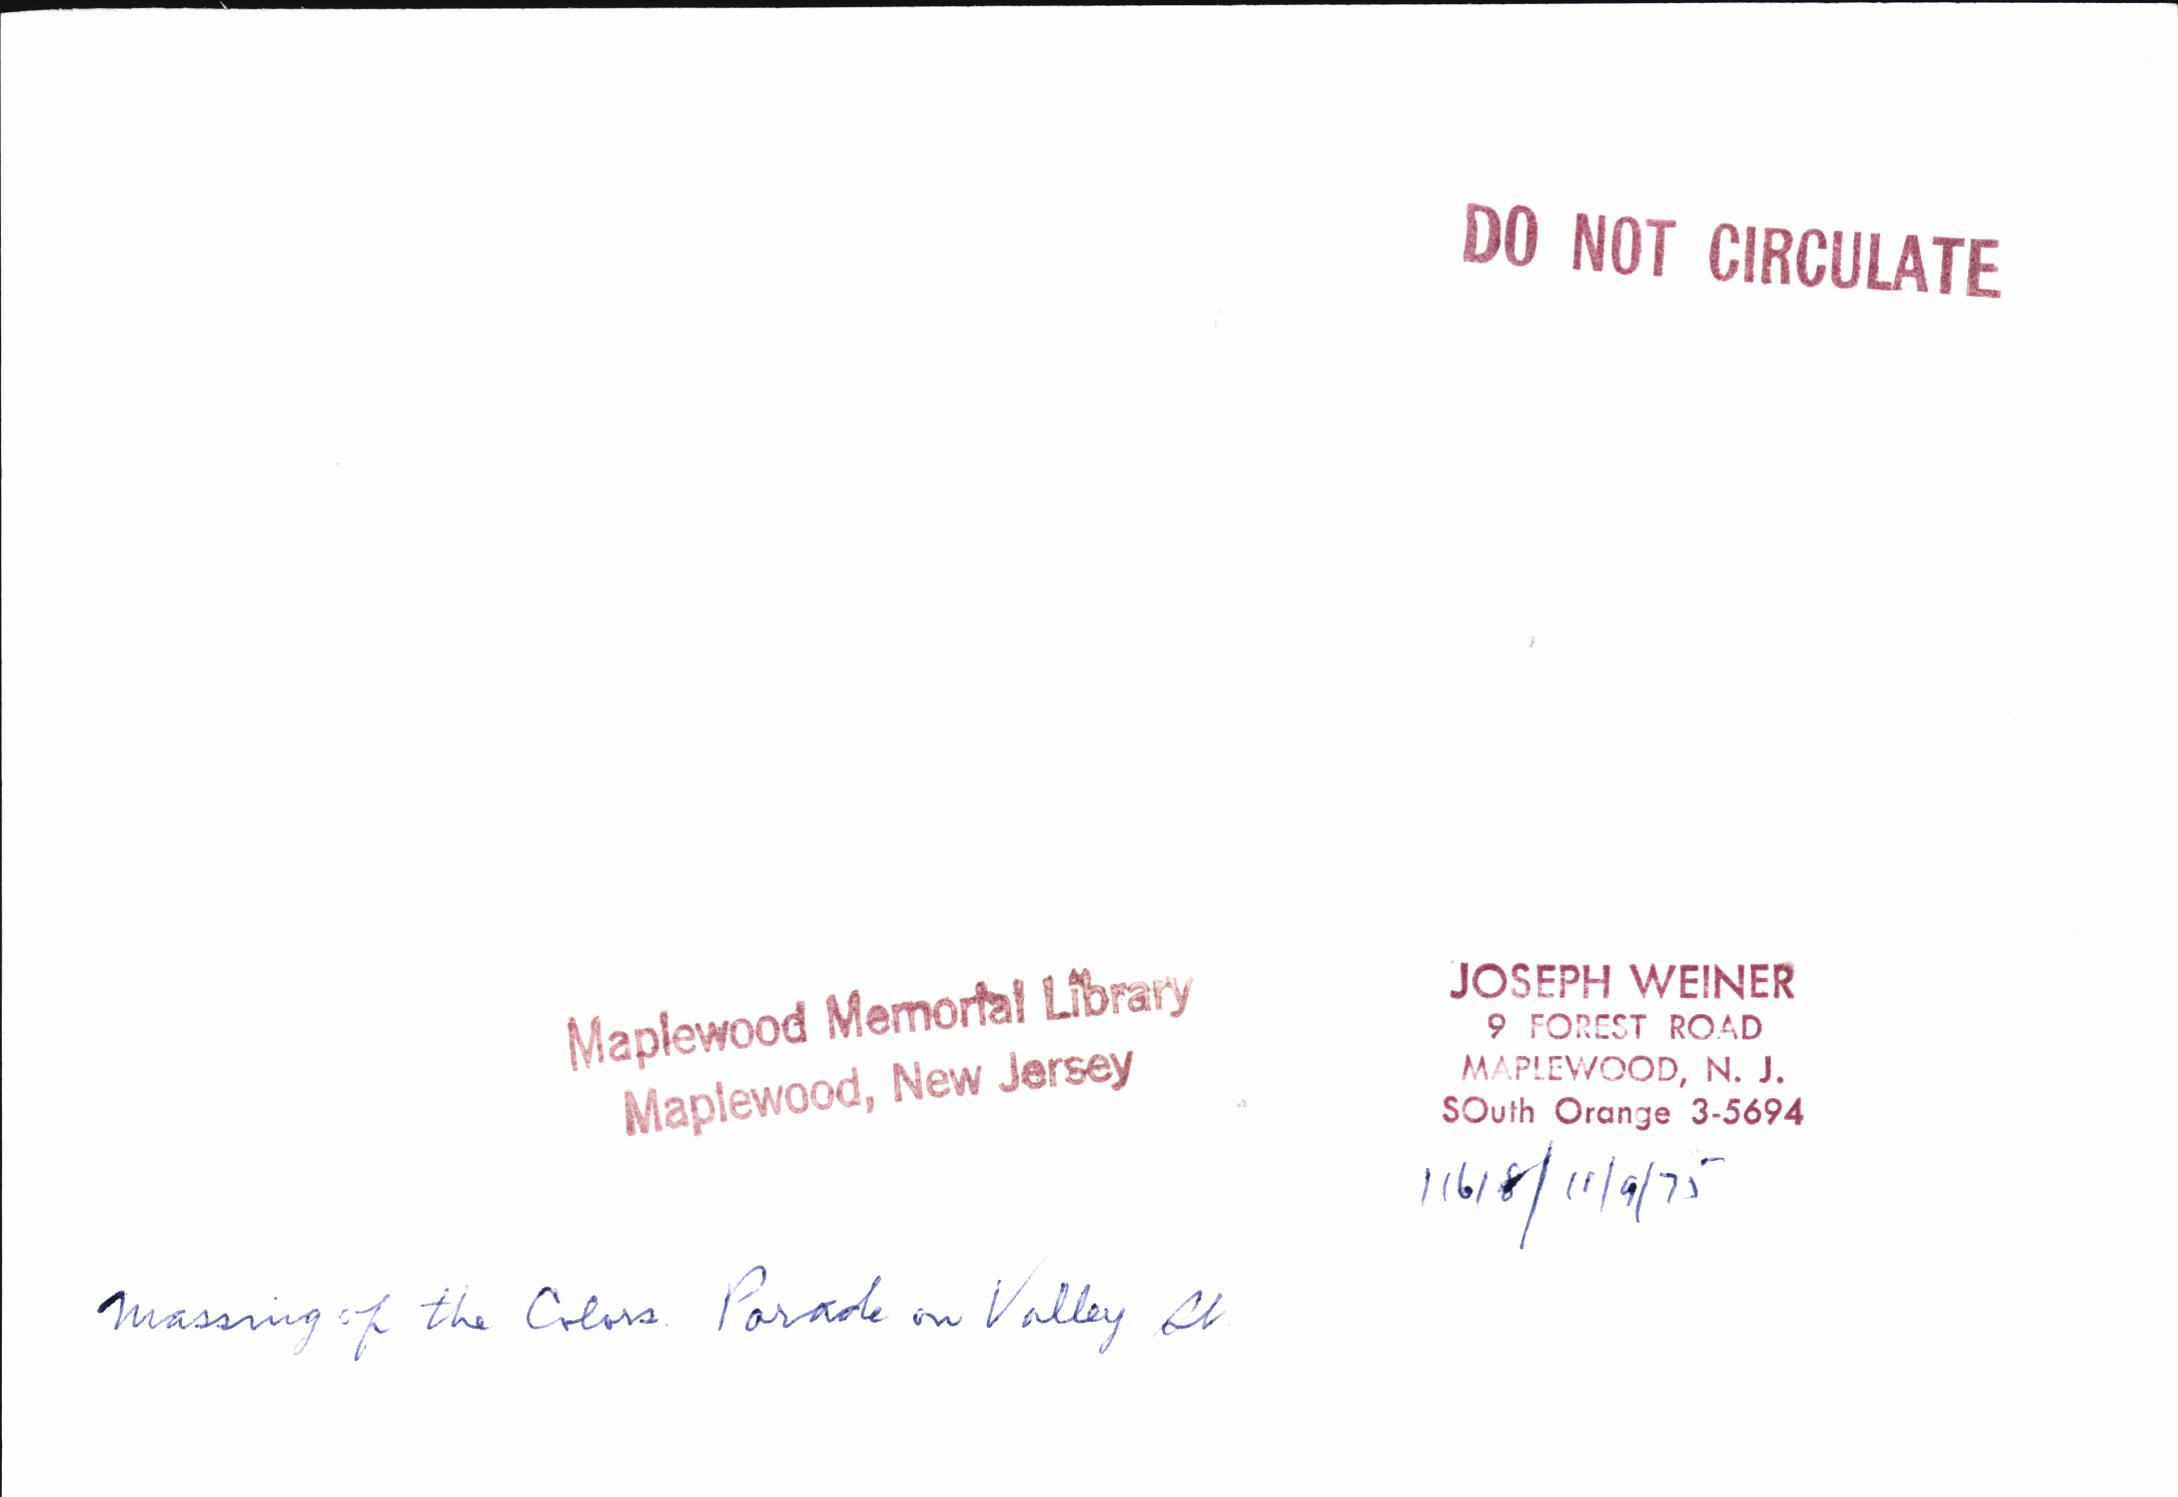 DO NOT CIRCULATE
Maplewood Memorial Library
Maplewood, New Jersey
JOSEPH WEINER
9 FOREST ROAD
MAPLEWOOD, N. J.
SOuth Orange 3-5694
11618/11/9/75
Massing of the Colors. Parade on Valley St.